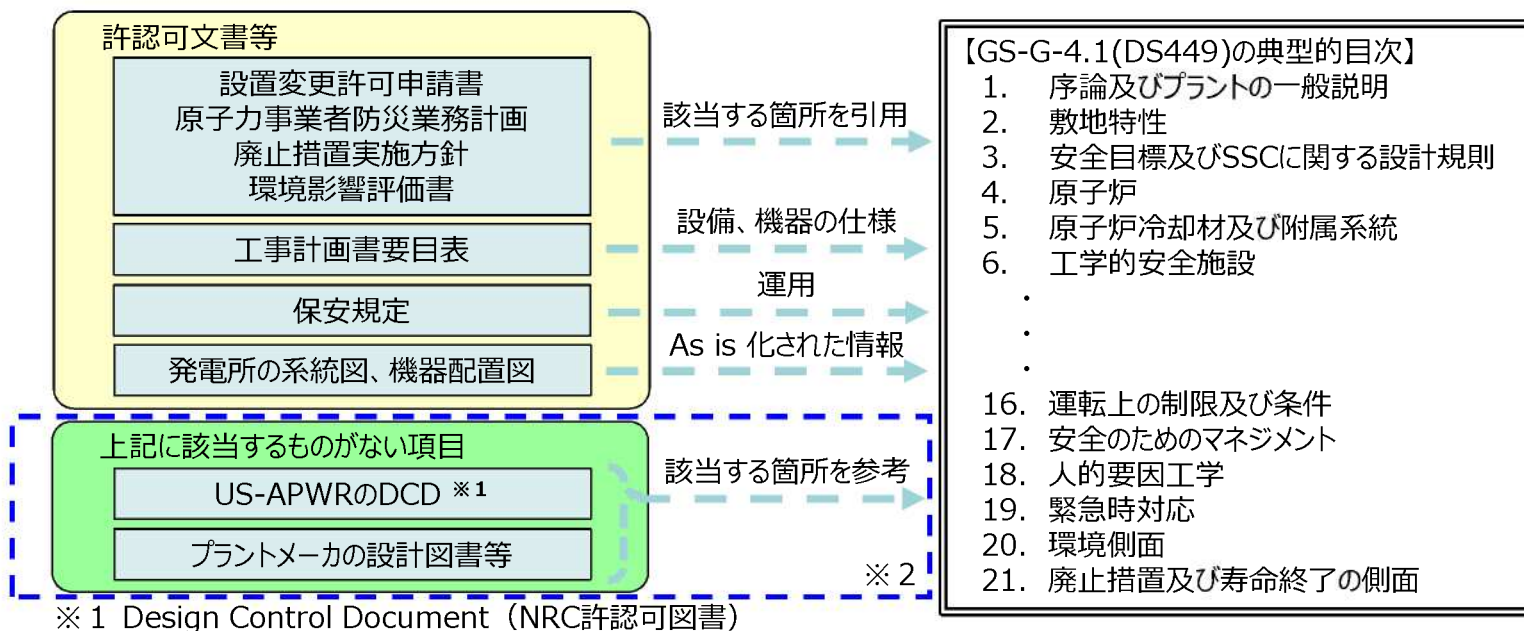 許認可文書等
設置変更許可申請書
原子力事業者防災業務計画
廃止措置実施方針
環境影響評価書
工事計画書要目表
保安規定
発電所の系統図、機器配置図
上記に該当するものがない項目
US-APWRのDCD ※1
プラントメーカの設計図書等
※2
※1 Design Control Document（NRC許認可図書）
該当する箇所を引用
設備、機器の仕様
運用
As is 化された情報
該当する箇所を参考
【GS-G-4.1(DS449)の典型的目次】
1. 序論及びプラントの一般説明
2. 敷地特性
3. 安全目標及びSSCに関する設計規則
4. 原子炉
5. 原子炉冷却材及び附属系統
6. 工学的安全施設
・
・
・
16. 運転上の制限及び条件
17. 安全のためのマネジメント
18. 人的要因工学
19. 緊急時対応
20. 環境側面
21. 廃止措置及び寿命終了の側面